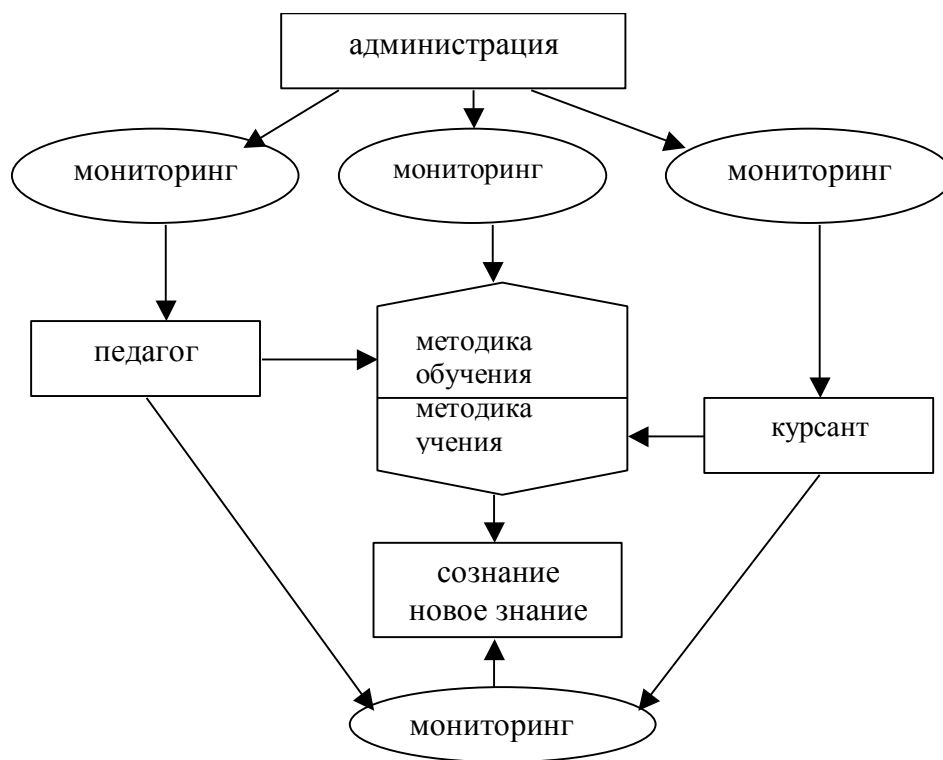 администрация
мониторинг
мониторинг
мониторинг
педагог
методика
обучения
методика
учения
курсант
сознание
новое знание
мониторинг